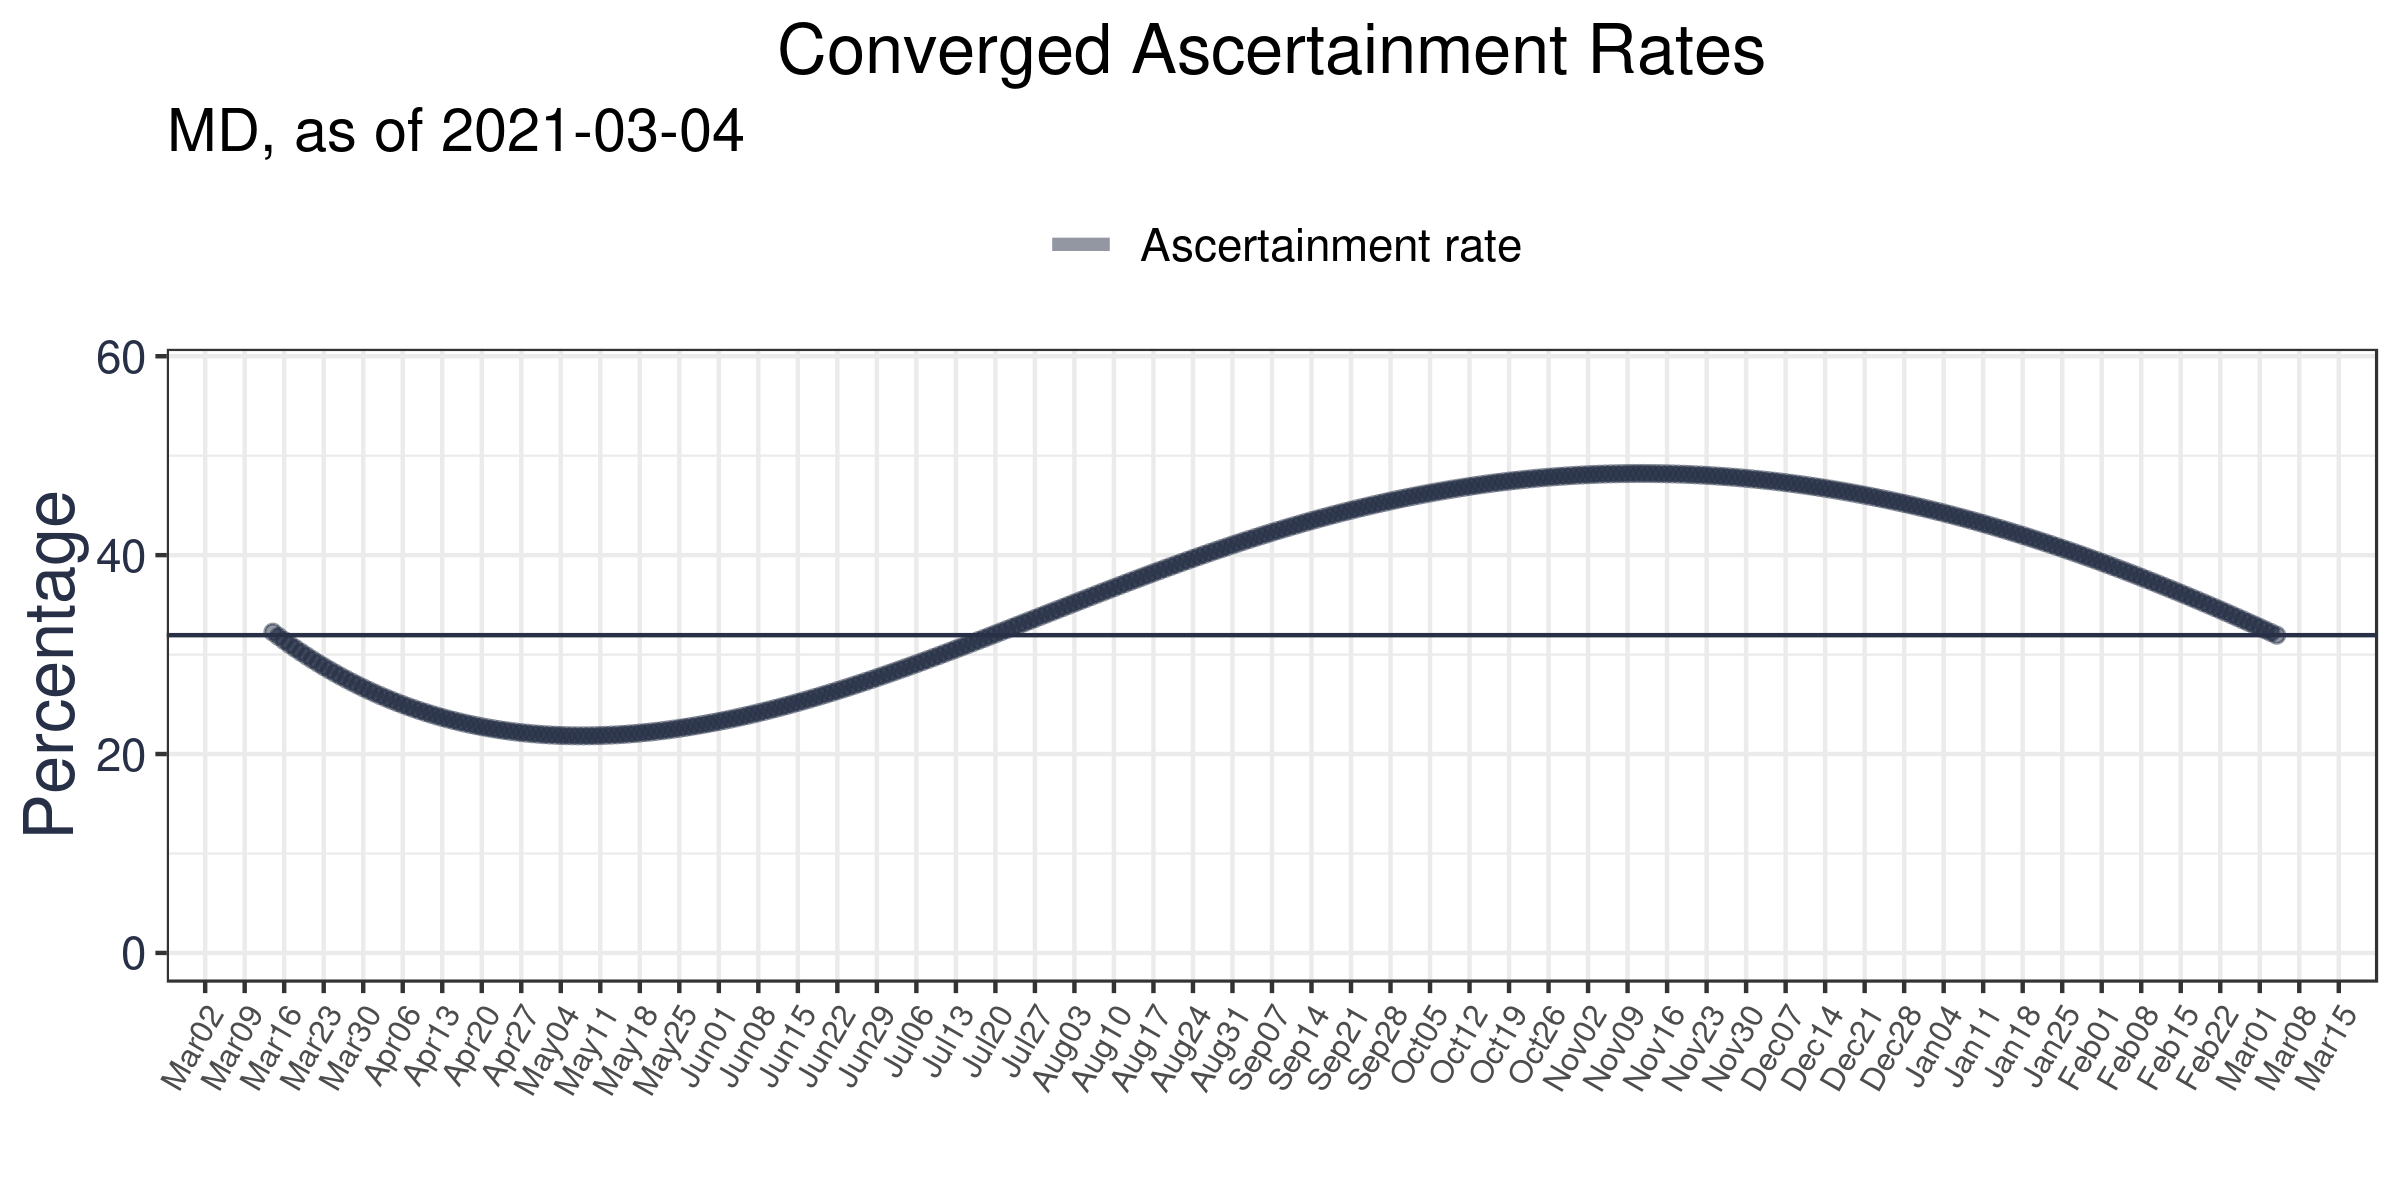 Converged Ascertainment Rates
MD, as of 2021-03-04
Ascertainment rate
Percentage
60
40
20
0
Mar02
Mar09
Mar16
Mar23
Mar30
Apr06
Apr13
Apr20
Apr27
May04
May11
May18
May25
Jun01
Jun08
Jun15
Jun22
Jun29
Jul06
Jul13
Jul20
Jul27
Aug03
Aug10
Aug17
Aug24
Aug31
Sep07
Sep14
Sep21
Sep28
Oct05
Oct12
Oct19
Oct26
Nov02
Nov09
Nov16
Nov23
Nov30
Dec07
Dec14
Dec21
Dec28
Jan04
Jan11
Jan18
Jan25
Feb01
Feb08
Feb15
Feb22
Mar01
Mar08
Mar15